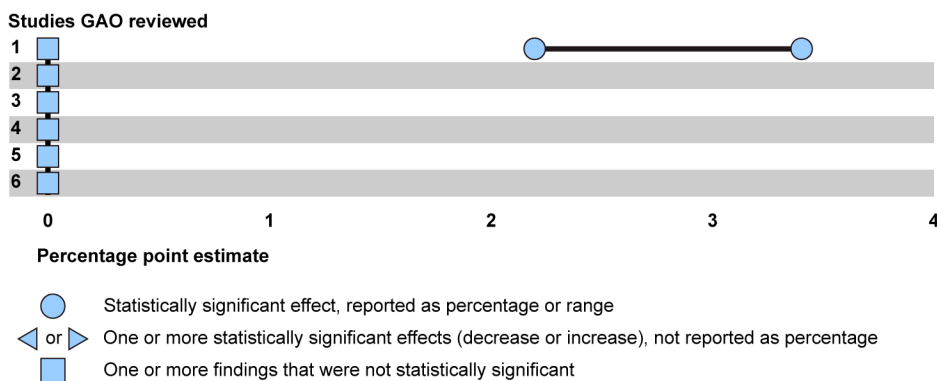 Studies GAO reviewed
1
2
3
4
5
6
0 1 2 3 4
Percentage point estimate
Statistically significant effect, reported as percentage or range
or One or more statistically significant effects (decrease or increase), not reported as percentage
One or more findings that were not statistically significant